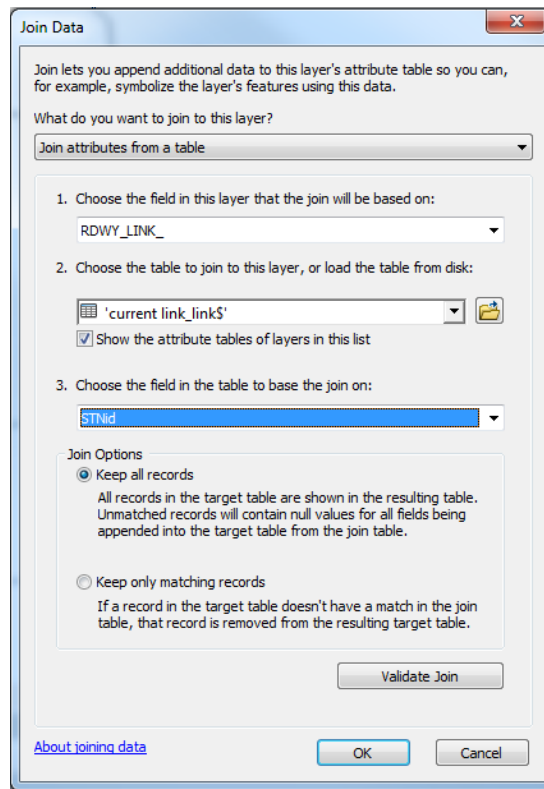 Join Data
Join lets you append additional data to this layer's attribute table so you can,
for example, symbolize the layer's features using this data.
What do you want to join to this layer?
Join attributes from a table
1. Choose the field in this layer that the join will be based on:
RDWY_LINK_
2. Choose the table to join to this layer, or load the table from disk:
'current link_link$'
Show the attribute tables of layers in this list
3. Choose the field in the table to base the join on:
STNid
Join Options
Keep all records
All records in the target table are shown in the resulting table.
Unmatched records will contain null values for all fields being
appended into the target table from the join table.
Keep only matching records
If a record in the target table doesn't have a match in the join
table, that record is removed from the resulting target table.
Validate Join
About joining data
OK
Cancel